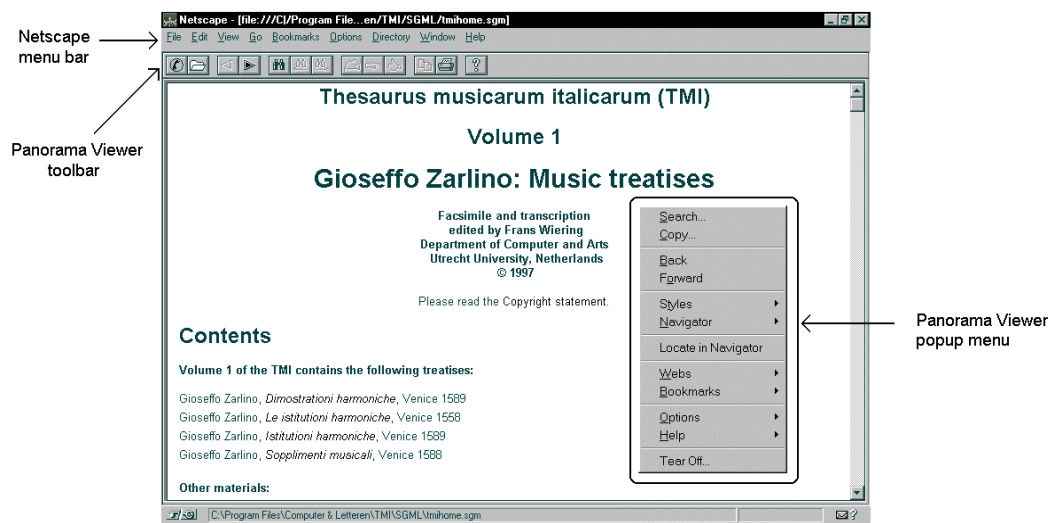 Netscape - [file:///C|/Program File...en/TMI/SGML/tmihome.sgm]
File Edit View Go Bookmarks Options Directory Window Help
Netscape
menu bar
Panorama Viewer
toolbar
Thesaurus musicarum italicarum (TMI)
Volume 1
Gioseffo Zarlino: Music treatises
Facsimile and transcription
edited by Frans Wiering
Department of Computer and Arts
Utrecht University, Netherlands
© 1997
Please read the Copyright statement.
Contents
Volume 1 of the TMI contains the following treatises:
Gioseffo Zarlino, Dimostrationi harmoniche, Venice 1589
Gioseffo Zarlino, Le istitutioni harmoniche, Venice 1558
Gioseffo Zarlino, Istitutioni harmoniche, Venice 1589
Gioseffo Zarlino, Sopplimenti musicali, Venice 1588
Other materials:
Search...
Copy...
Back
Forward
Styles
Navigator
Locate in Navigator
Webs
Bookmarks
Options
Help
Tear Off...
Panorama Viewer
popup menu
C:\Program Files\Computer & Letteren\TMI\SGML\tmihome.sgm